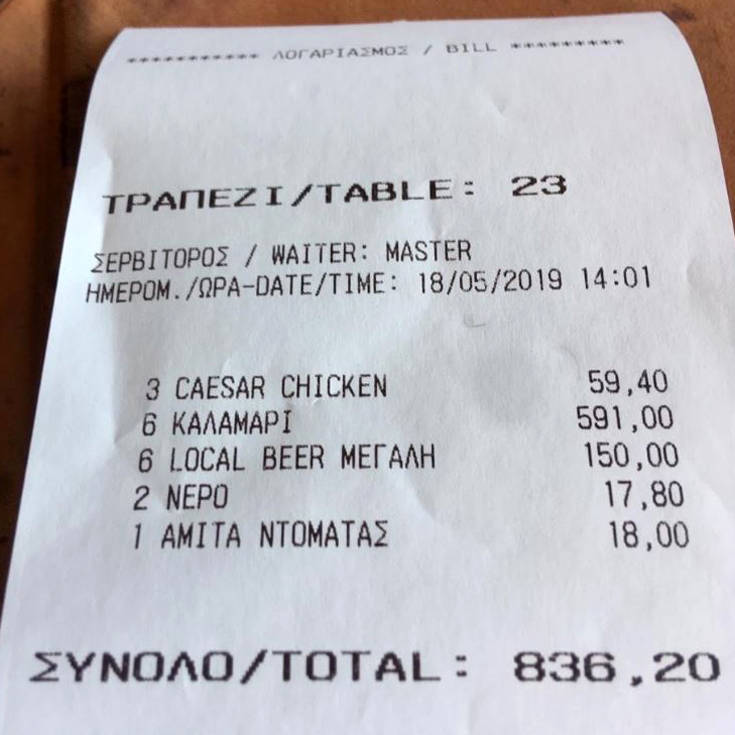 *********** ΛΟΓΑΡΙΑΣΜΟΣ / BILL *********
ΤΡΑΠΕΖΙ/TABLE: 23
ΣΕΡΒΙΤΟΡΟΣ / WAITER: MASTER
ΗΜΕΡΟΜ./ΩΡΑ-DATE/TIME: 18/05/2019 14:01
3 CAESAR CHICKEN 59,40
6 ΚΑΛΑΜΑΡΙ 591,00
6 LOCAL BEER ΜΕΓΑΛΗ 150,00
2 ΝΕΡΟ 17,80
1 ΑΜΙΤΑ ΝΤΟΜΑΤΑΣ 18,00
ΣΥΝΟΛΟ/TOTAL: 836,20